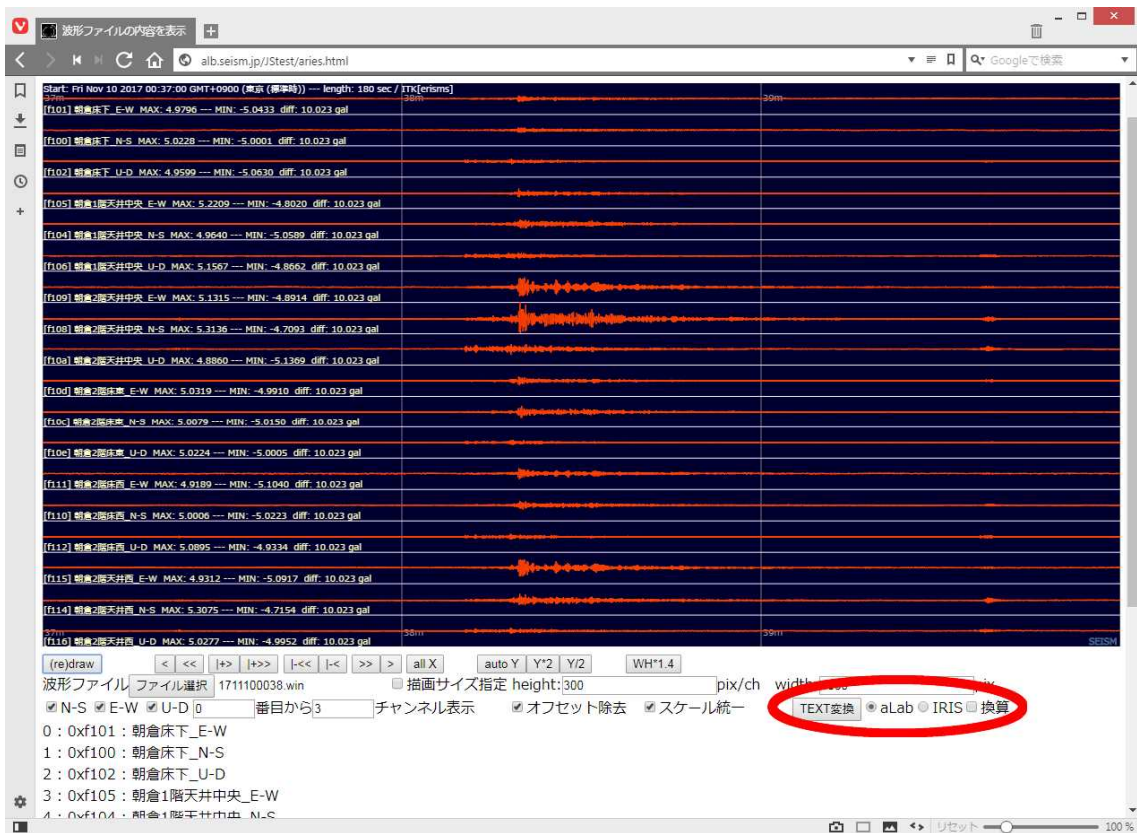 波形ファイルの内容を表示
alb.seism.jp/JStest/aries.html
Googleで検索
Start: Fri Nov 10 2017 00:37:00 GMT+0900 (東京 (標準時)) --- length: 180 sec / ITK[erisms]
37m 38m 39m
[f101] 朝倉床下_E-W MAX: 4.9796 --- MIN: -5.0433 diff: 10.023 gal
[f100] 朝倉床下_N-S MAX: 5.0228 --- MIN: -5.0001 diff: 10.023 gal
[f102] 朝倉床下_U-D MAX: 4.9599 --- MIN: -5.0630 diff: 10.023 gal
[f105] 朝倉1階天井中央_E-W MAX: 5.2209 --- MIN: -4.8020 diff: 10.023 gal
[f104] 朝倉1階天井中央_N-S MAX: 4.9640 --- MIN: -5.0589 diff: 10.023 gal
[f106] 朝倉1階天井中央_U-D MAX: 5.1567 --- MIN: -4.8662 diff: 10.023 gal
[f109] 朝倉2階天井中央_E-W MAX: 5.1315 --- MIN: -4.8914 diff: 10.023 gal
[f108] 朝倉2階天井中央_N-S MAX: 5.3136 --- MIN: -4.7093 diff: 10.023 gal
[f10a] 朝倉2階天井中央_U-D MAX: 4.8860 --- MIN: -5.1369 diff: 10.023 gal
[f10d] 朝倉2階床東_E-W MAX: 5.0319 --- MIN: -4.9910 diff: 10.023 gal
[f10c] 朝倉2階床東_N-S MAX: 5.0079 --- MIN: -5.0150 diff: 10.023 gal
[f10e] 朝倉2階床東_U-D MAX: 5.0224 --- MIN: -5.0005 diff: 10.023 gal
[f111] 朝倉2階床西_E-W MAX: 4.9189 --- MIN: -5.1040 diff: 10.023 gal
[f110] 朝倉2階床西_N-S MAX: 5.0006 --- MIN: -5.0223 diff: 10.023 gal
[f112] 朝倉2階床西_U-D MAX: 5.0895 --- MIN: -4.9334 diff: 10.023 gal
[f115] 朝倉2階天井西_E-W MAX: 4.9312 --- MIN: -5.0917 diff: 10.023 gal
[f114] 朝倉2階天井西_N-S MAX: 5.3075 --- MIN: -4.7154 diff: 10.023 gal
37m 38m 39m
[f116] 朝倉2階天井西_U-D MAX: 5.0277 --- MIN: -4.9952 diff: 10.023 gal SEISM
(re)draw < << |+> |+>> |-<< |-< >> > all X auto Y Y*2 Y/2 WH*1.4
波形ファイル ファイル選択 1711100038.win 描画サイズ指定 height: 300 pix/ch width:
N-S E-W U-D 0 番目から 3 チャンネル表示 オフセット除去 スケール統一 TEXT変換 aLab IRIS 換算
0 : 0xf101 : 朝倉床下_E-W
1 : 0xf100 : 朝倉床下_N-S
2 : 0xf102 : 朝倉床下_U-D
3 : 0xf105 : 朝倉1階天井中央_E-W
4 : 0xf104 : 朝倉1階天井中央_N-S
リセット 100 %